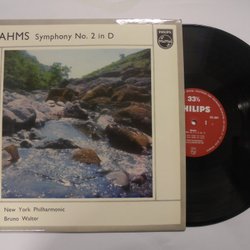 AHMS Symphony No. 2 in D
PHILIPS
New York Philharmonic
Bruno Walter
33⅓
PHILIPS